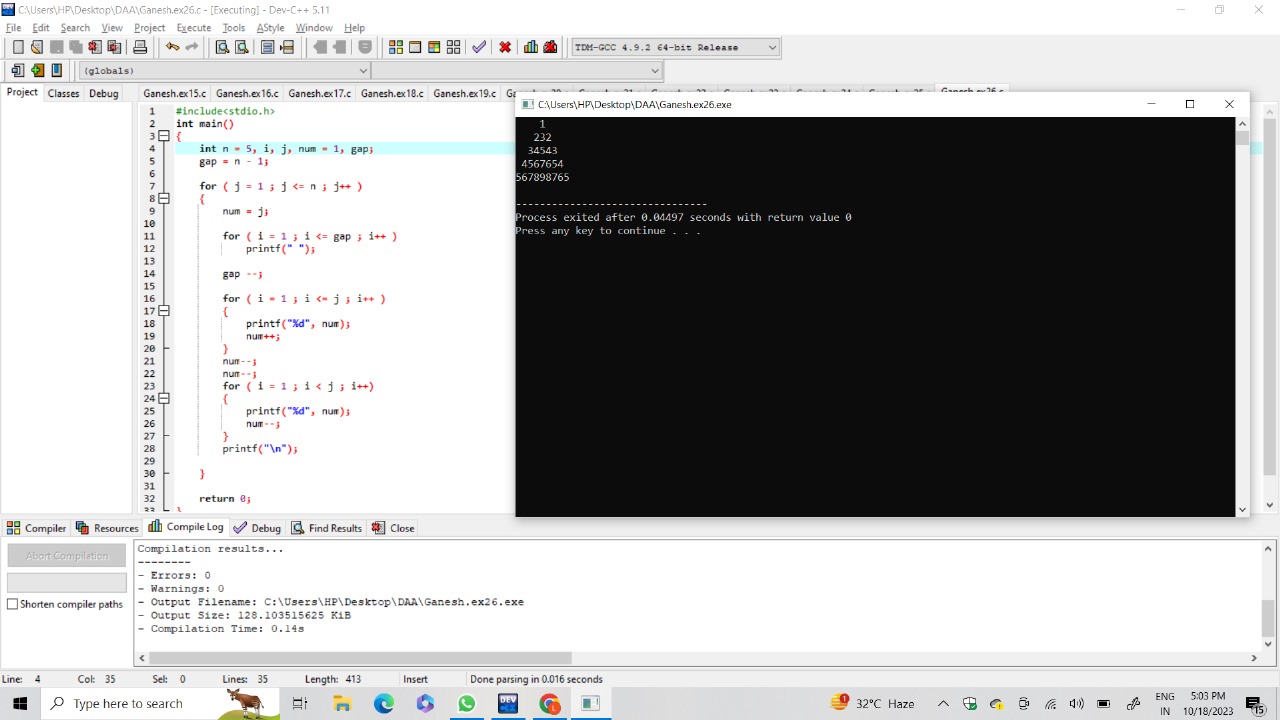 C:\Users\HP\Desktop\DAA\Ganesh.ex26.c - [Executing] - Dev-C++ 5.11
File Edit Search View Project Execute Tools AStyle Window Help
TDM-GCC 4.9.2 64-bit Release
(globals)
Project Classes Debug
Ganesh.ex15.c Ganesh.ex16.c Ganesh.ex17.c Ganesh.ex18.c Ganesh.ex19.c
1 #include<stdio.h>
2 int main()
3 {
4 int n = 5, i, j, num = 1, gap;
5 gap = n - 1;
6
7 for ( j = 1 ; j <= n ; j++ )
8 {
9 num = j;
10
11 for ( i = 1 ; i <= gap ; i++ )
12 printf(" ");
13
14 gap --;
15
16 for ( i = 1 ; i <= j ; i++ )
17 {
18 printf("%d", num);
19 num++;
20 }
21 num--;
22 num--;
23 for ( i = 1 ; i < j ; i++)
24 {
25 printf("%d", num);
26 num--;
27 }
28 printf("\n");
29
30 }
31
32 return 0;
33 }
C:\Users\HP\Desktop\DAA\Ganesh.ex26.exe
    1
   232
  34543
 4567654
567898765
--------------------------------
Process exited after 0.04497 seconds with return value 0
Press any key to continue . . .
Compiler Resources Compile Log Debug Find Results Close
Abort Compilation
Shorten compiler paths
Compilation results...
--------
- Errors: 0
- Warnings: 0
- Output Filename: C:\Users\HP\Desktop\DAA\Ganesh.ex26.exe
- Output Size: 128.103515625 KiB
- Compilation Time: 0.14s
Line: 4 Col: 35 Sel: 0 Lines: 35 Length: 413 Insert Done parsing in 0.016 seconds
Type here to search
DEV
1
32°C Haze
ENG
IN
5:03 PM
10/18/2023
15